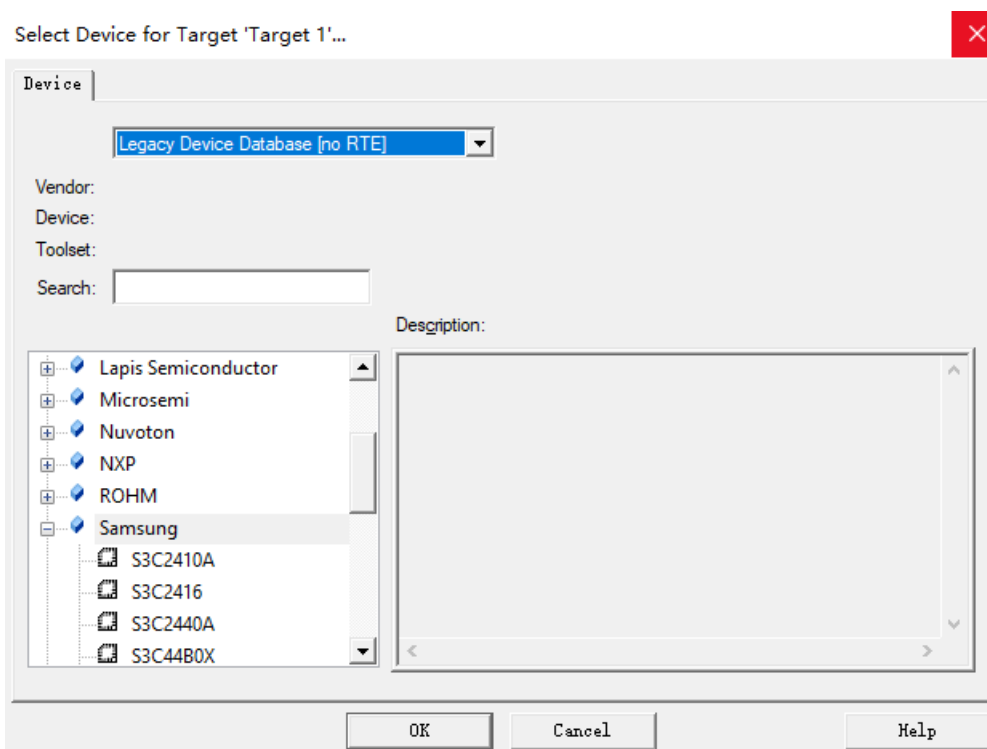 Select Device for Target 'Target 1'...
Device
Legacy Device Database [no RTE]
Vendor:
Device:
Toolset:
Search:
Description:
Lapis Semiconductor
Microsemi
Nuvoton
NXP
ROHM
Samsung
S3C2410A
S3C2416
S3C2440A
S3C44B0X
OK
Cancel
Help